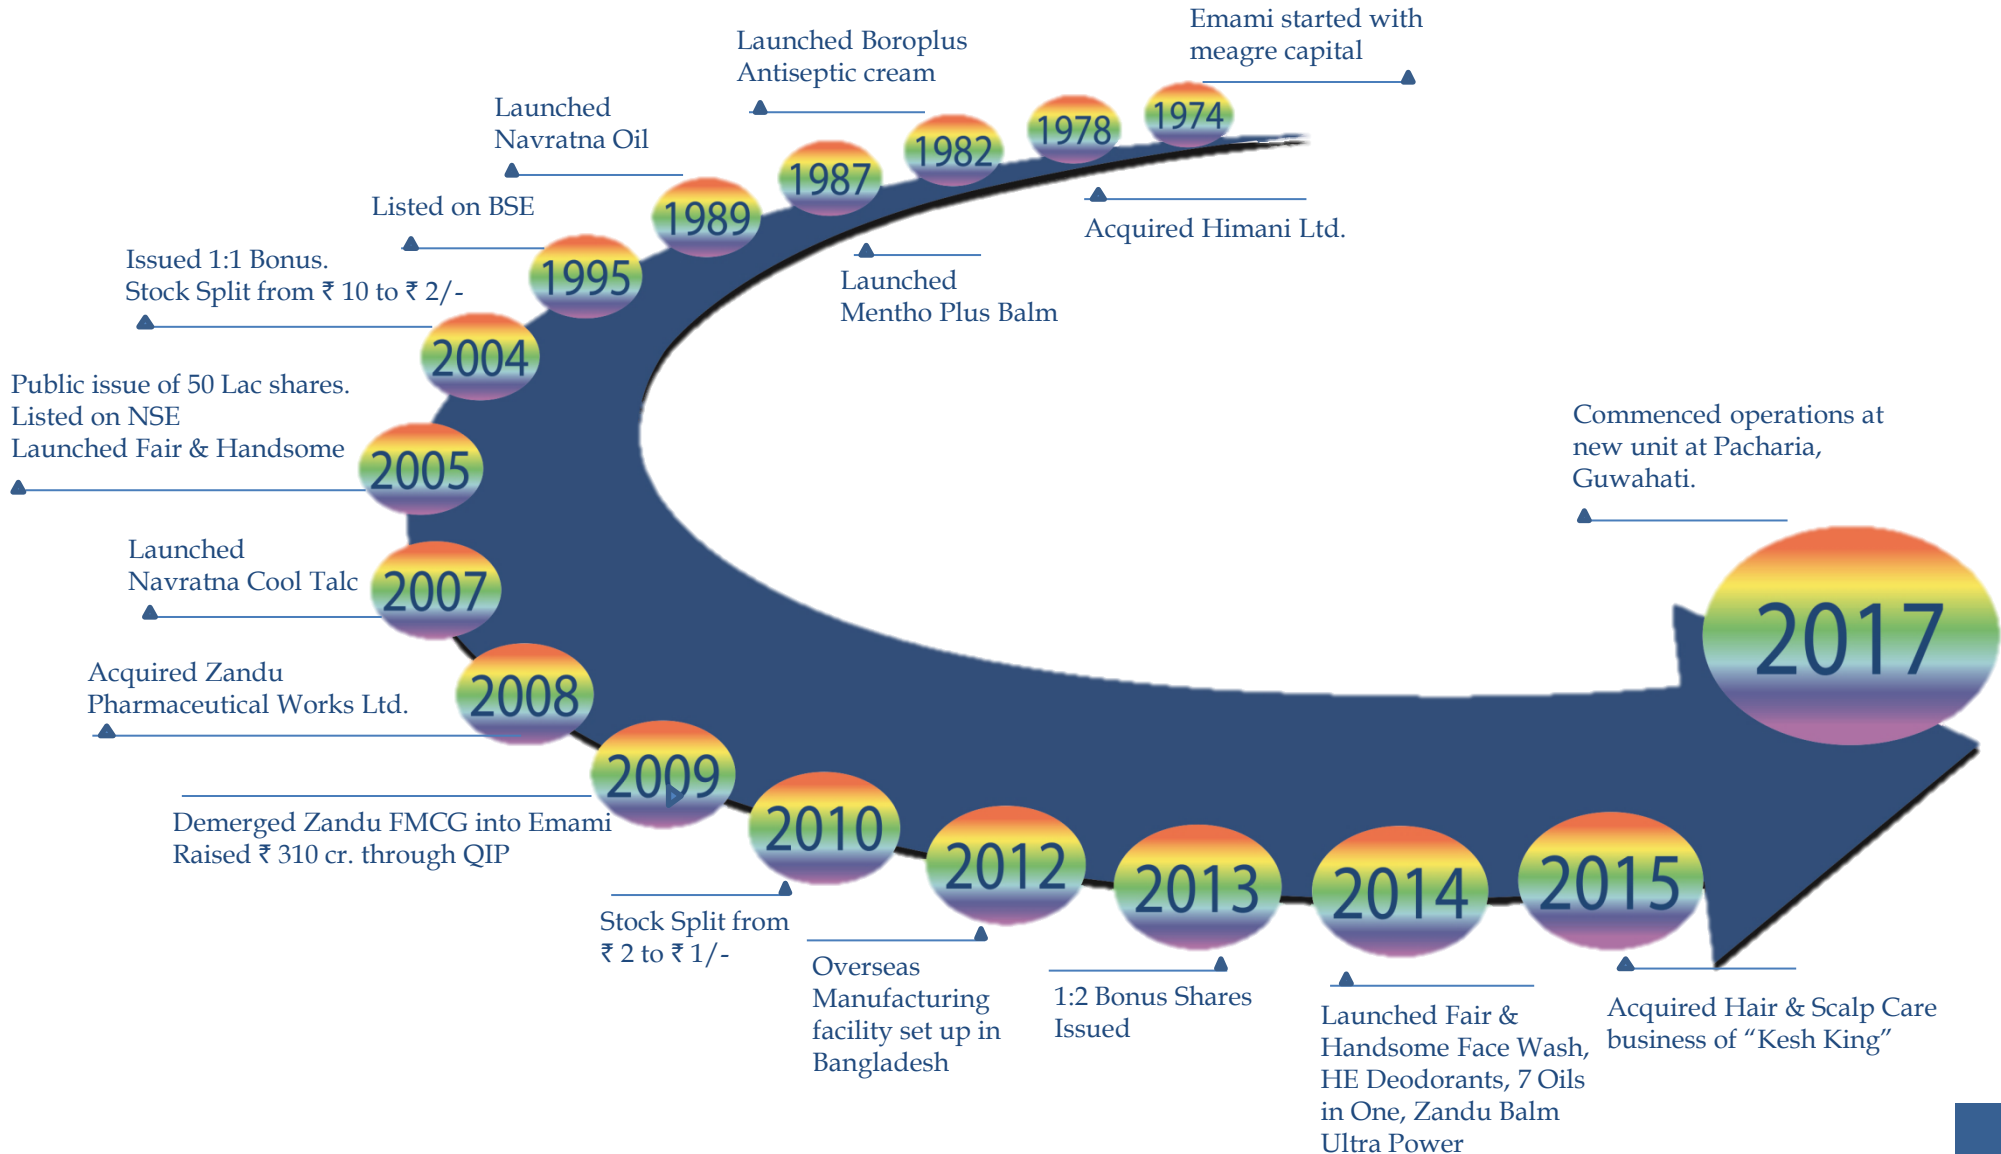 Emami started with
meagre capital
1974
1978
Acquired Himani Ltd.
Launched Boroplus
Antiseptic cream
1982
1987
Launched
Mentho Plus Balm
Launched
Navratna Oil
1989
Listed on BSE
1995
Issued 1:1 Bonus.
Stock Split from ₹ 10 to ₹ 2/-
2004
Public issue of 50 Lac shares.
Listed on NSE
Launched Fair & Handsome
2005
Launched
Navratna Cool Talc
2007
Acquired Zandu
Pharmaceutical Works Ltd.
2008
2009
Demerged Zandu FMCG into Emami
Raised ₹ 310 cr. through QIP
2010
Stock Split from
₹ 2 to ₹ 1/-
2012
Overseas
Manufacturing
facility set up in
Bangladesh
2013
1:2 Bonus Shares
Issued
2014
Launched Fair &
Handsome Face Wash,
HE Deodorants, 7 Oils
in One, Zandu Balm
Ultra Power
2015
Acquired Hair & Scalp Care
business of “Kesh King”
Commenced operations at
new unit at Pacharia,
Guwahati.
2017